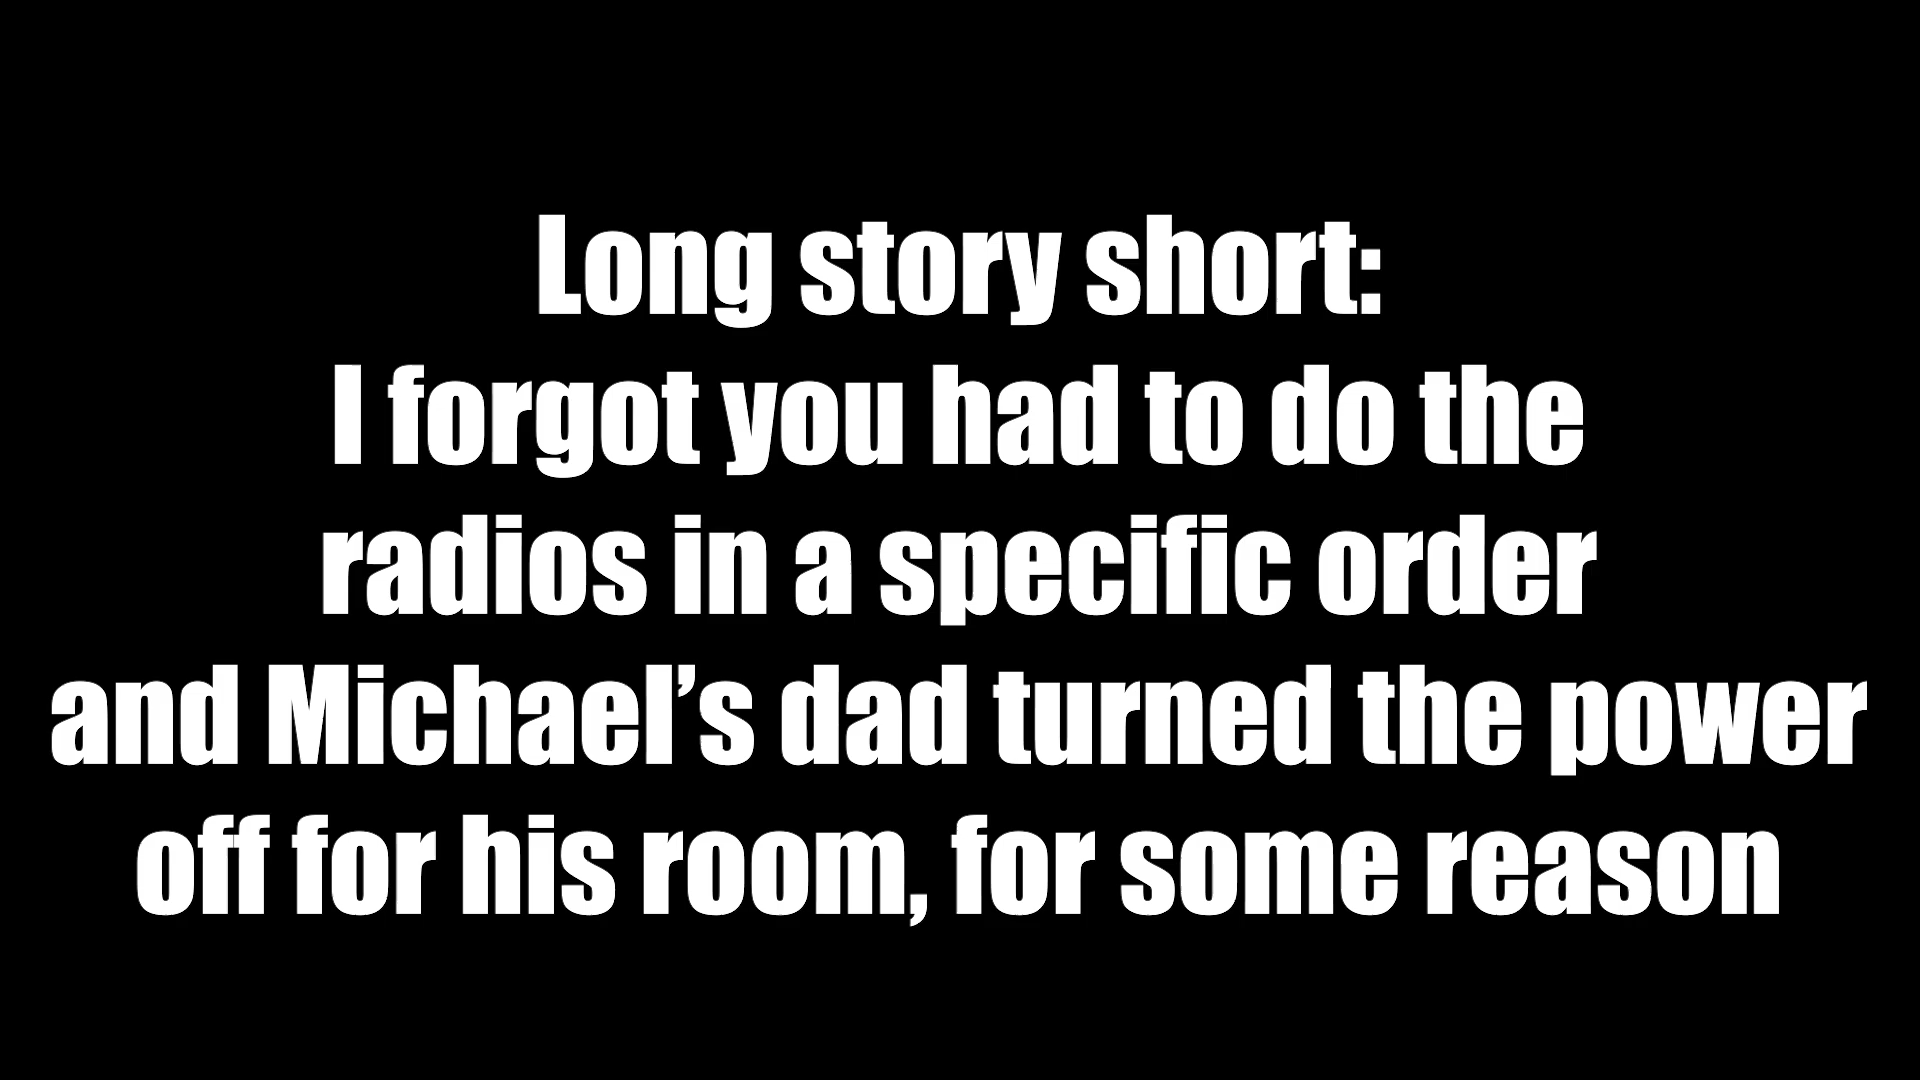 Long story short:
I forgot you had to do the
radios in a specific order
and Michael’s dad turned the power
off for his room, for some reason